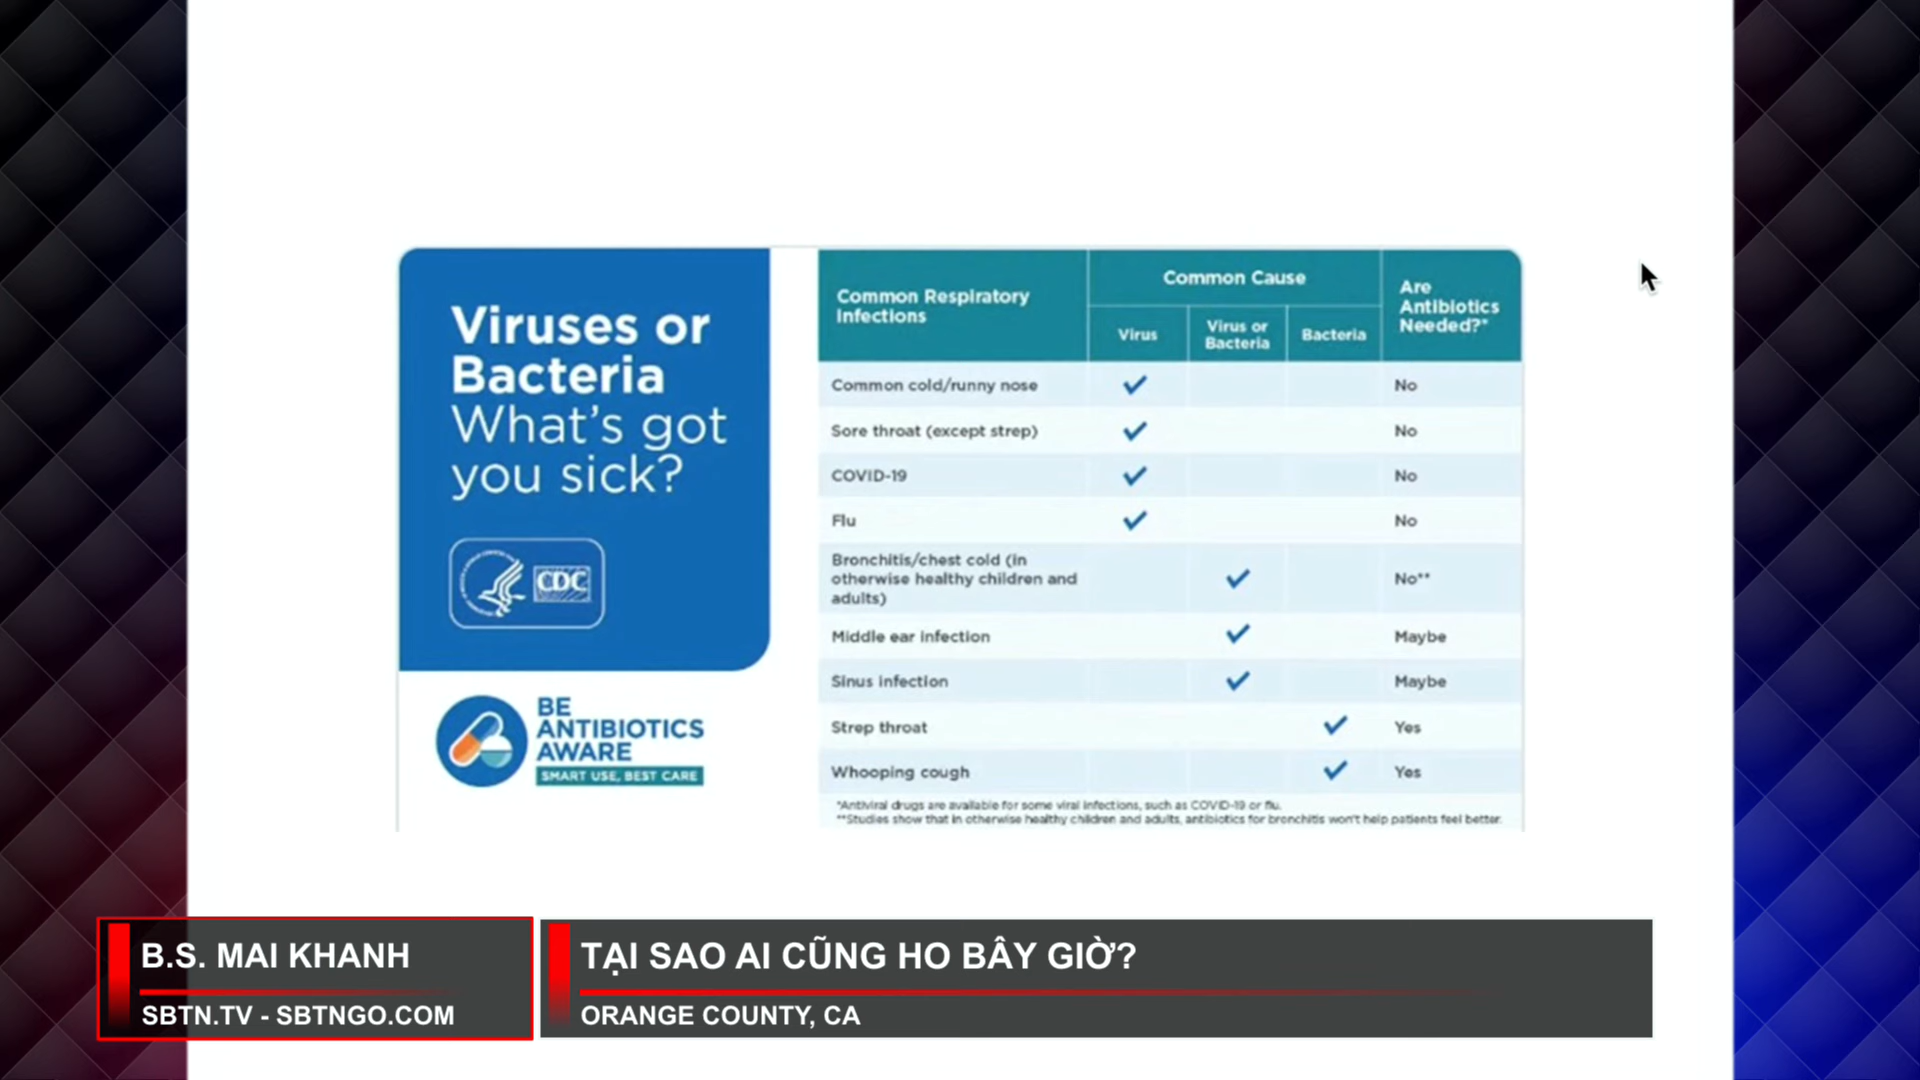 Viruses or
Bacteria
What's got
you sick?
CDC
BE
ANTIBIOTICS
AWARE
SMART USE, BEST CARE
Common Respiratory
Infections
Common Cause
Virus
Virus or
Bacteria
Bacteria
Are
Antibiotics
Needed?*
Common cold/runny nose
No
Sore throat (except strep)
No
COVID-19
No
Flu
No
Bronchitis/chest cold (in
otherwise healthy children and
adults)
No**
Middle ear infection
Maybe
Sinus infection
Maybe
Strep throat
Yes
Whooping cough
Yes
*Antiviral drugs are available for some viral infections, such as COVID-19 or flu.
**Studies show that in otherwise healthy children and adults, antibiotics for bronchitis won't help patients feel better.
B.S. MAI KHANH
SBTN.TV - SBTNGO.COM
TẠI SAO AI CŨNG HO BÂY GIỜ?
ORANGE COUNTY, CA